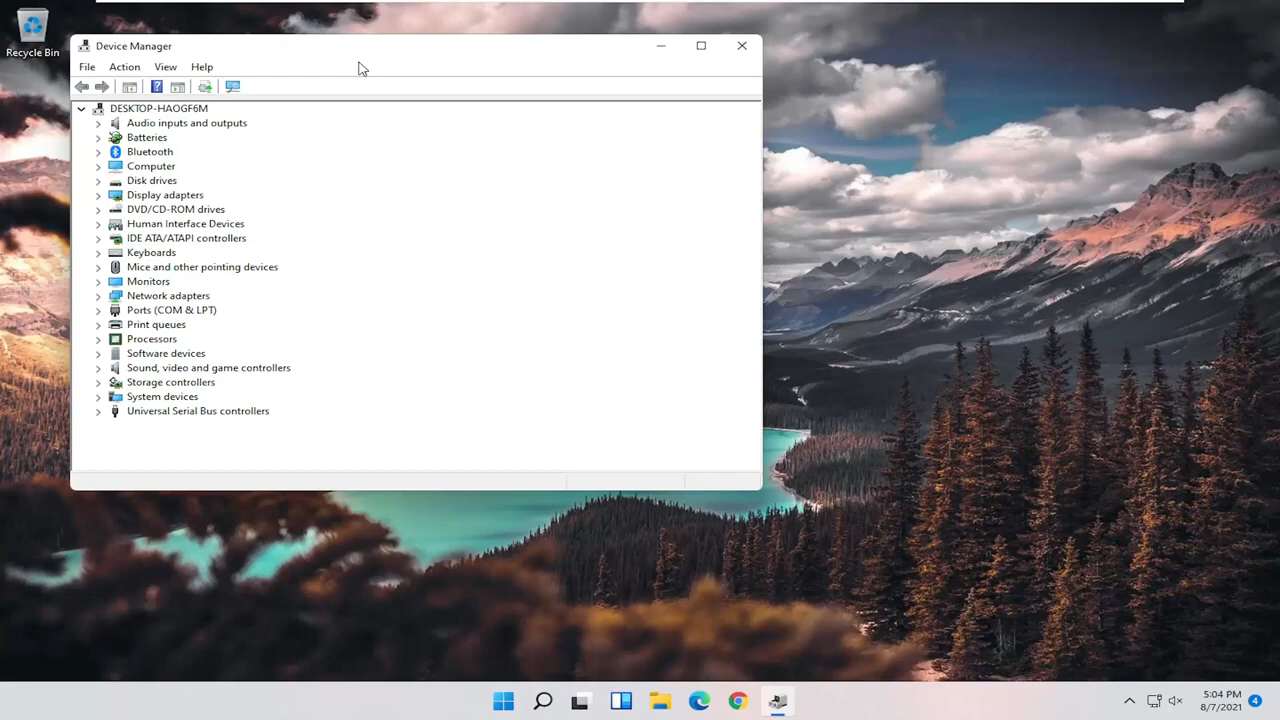 Recycle Bin
Device Manager
File Action View Help
DESKTOP-HAOGF6M
Audio inputs and outputs
Batteries
Bluetooth
Computer
Disk drives
Display adapters
DVD/CD-ROM drives
Human Interface Devices
IDE ATA/ATAPI controllers
Keyboards
Mice and other pointing devices
Monitors
Network adapters
Ports (COM & LPT)
Print queues
Processors
Software devices
Sound, video and game controllers
Storage controllers
System devices
Universal Serial Bus controllers
5:04 PM
8/7/2021
4